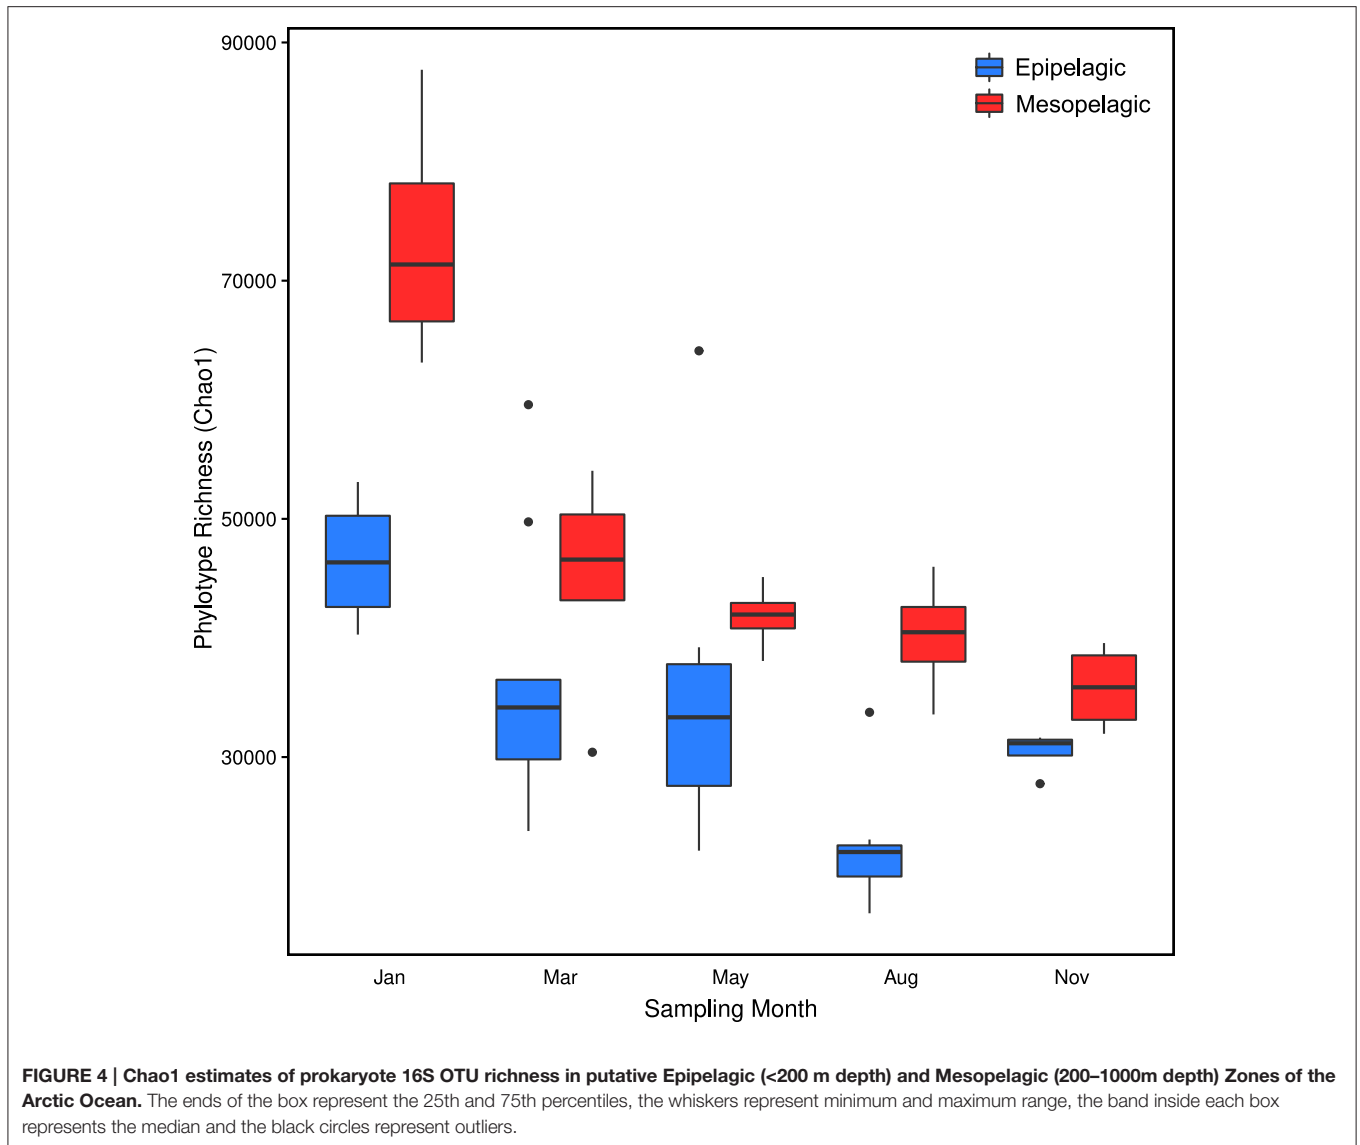 90000
70000
50000
30000
Phylotype Richness (Chao1)
Epipelagic
Mesopelagic
Jan Mar May Aug Nov
Sampling Month
FIGURE 4 | Chao1 estimates of prokaryote 16S OTU richness in putative Epipelagic (<200 m depth) and Mesopelagic (200–1000m depth) Zones of the
Arctic Ocean. The ends of the box represent the 25th and 75th percentiles, the whiskers represent minimum and maximum range, the band inside each box
represents the median and the black circles represent outliers.